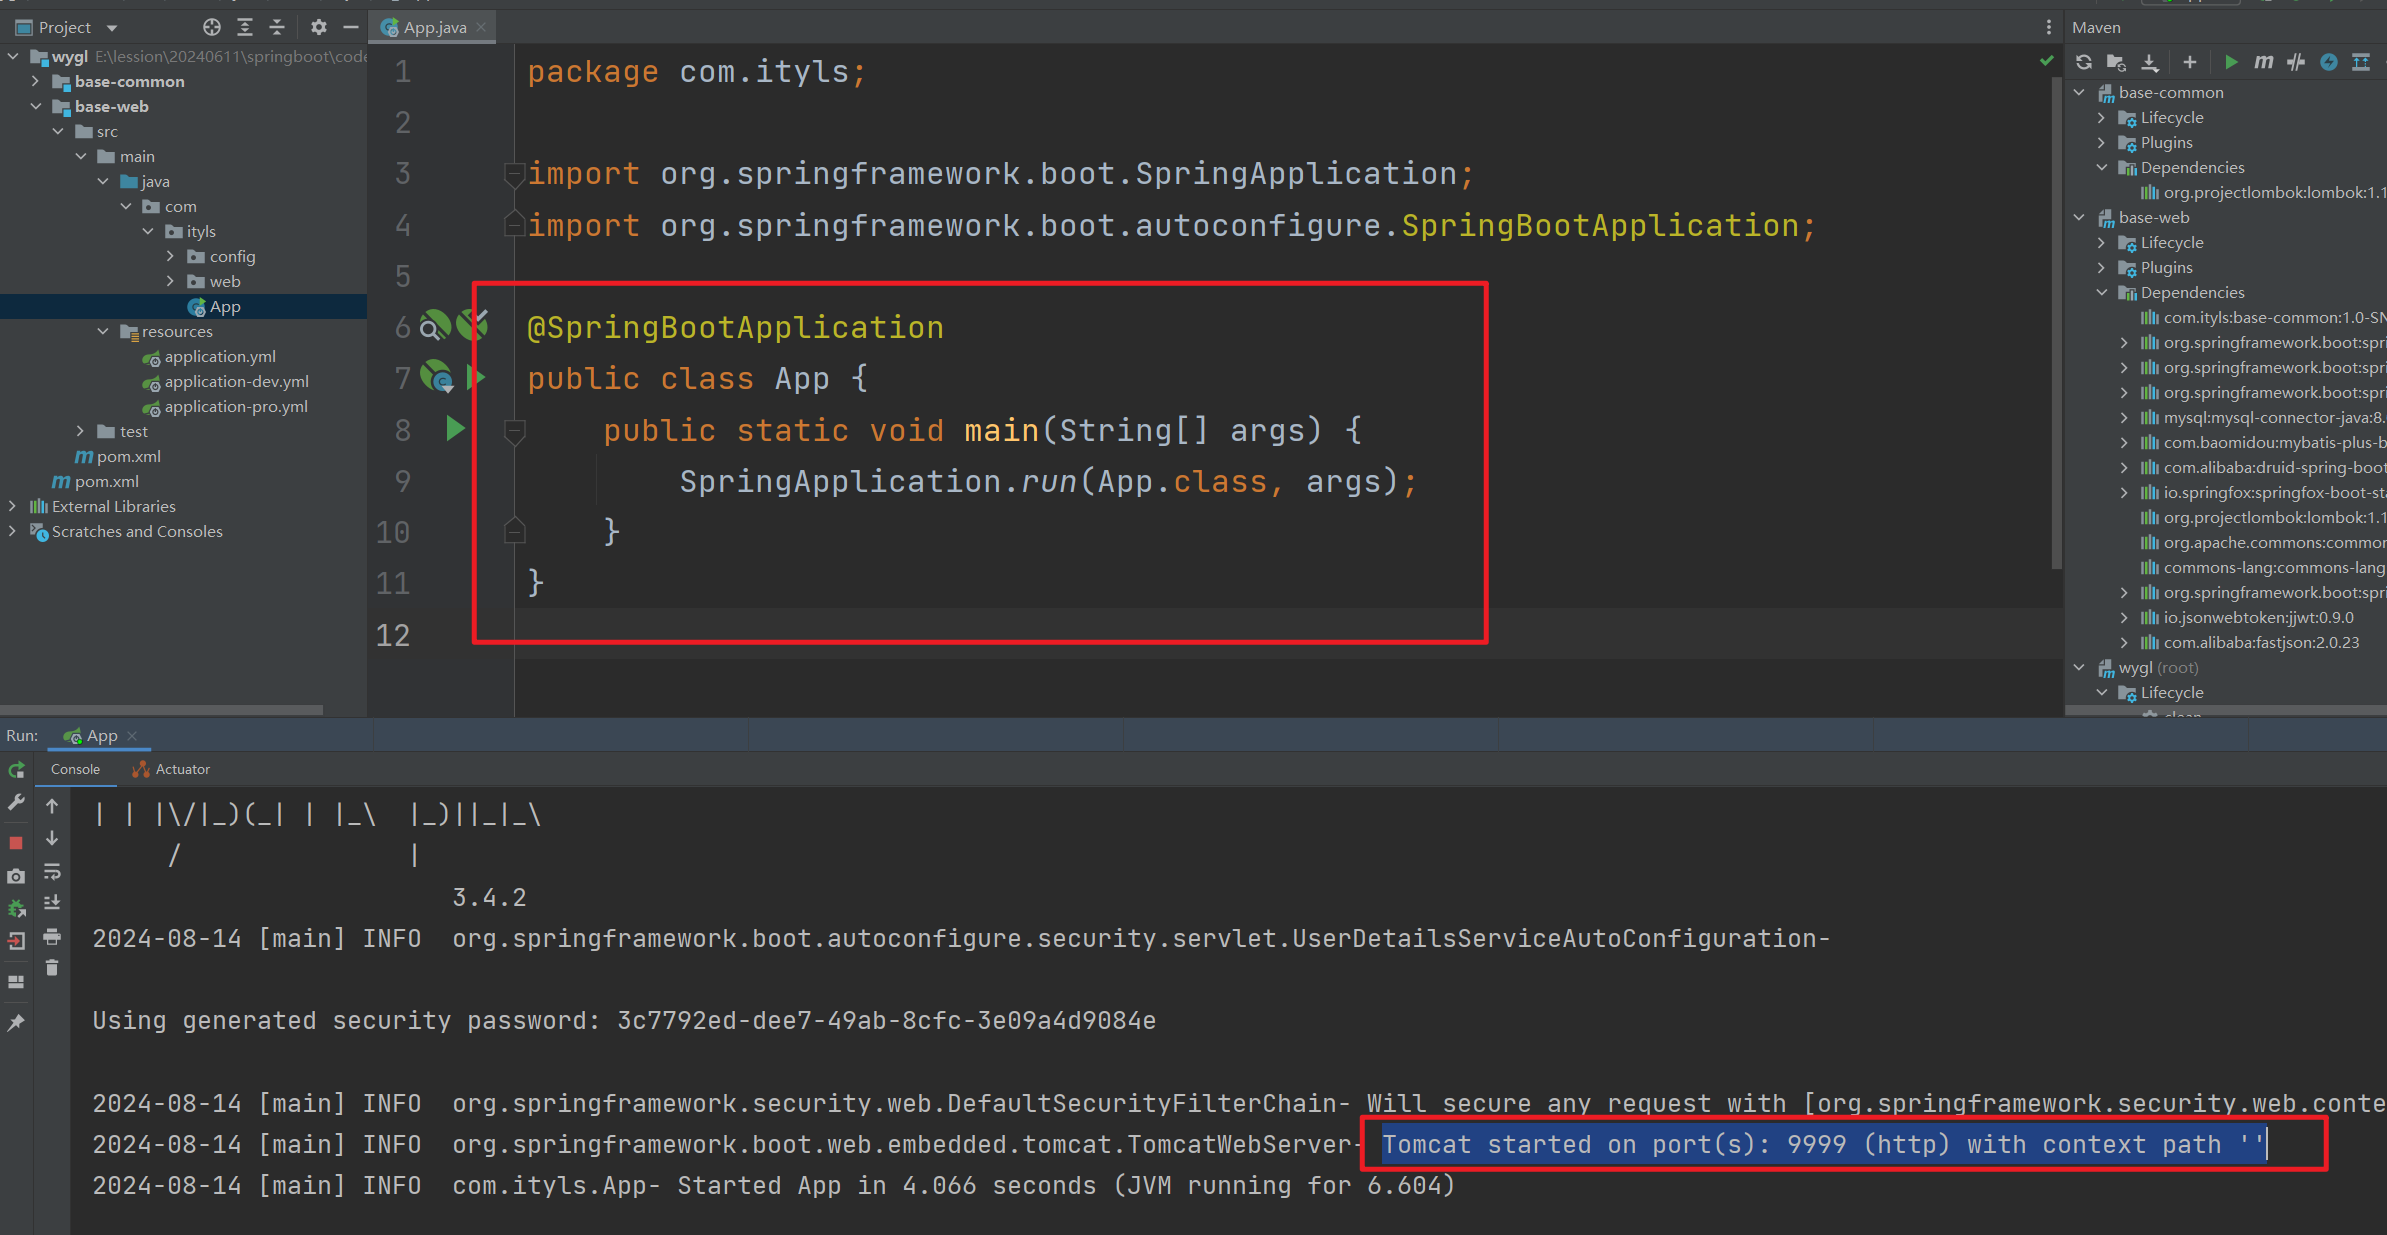 Project
App.java
Maven
wygl E:\lession\20240611\springboot\code
base-common
base-web
src
main
java
com
ityls
config
web
App
resources
application.yml
application-dev.yml
application-pro.yml
test
pom.xml
pom.xml
External Libraries
Scratches and Consoles
1 package com.ityls;
2
3 import org.springframework.boot.SpringApplication;
4 import org.springframework.boot.autoconfigure.SpringBootApplication;
5
6 @SpringBootApplication
7 public class App {
8 public static void main(String[] args) {
9 SpringApplication.run(App.class, args);
10 }
11 }
12
base-common
Lifecycle
Plugins
Dependencies
org.projectlombok:lombok:1.1
base-web
Lifecycle
Plugins
Dependencies
com.ityls:base-common:1.0-SN
org.springframework.boot:spri
org.springframework.boot:spri
org.springframework.boot:spri
mysql:mysql-connector-java:8.
com.baomidou:mybatis-plus-b
com.alibaba:druid-spring-boot
io.springfox:springfox-boot-sta
org.projectlombok:lombok:1.1
org.apache.commons:common
commons-lang:commons-lang
org.springframework.boot:spri
io.jsonwebtoken:jjwt:0.9.0
com.alibaba:fastjson:2.0.23
wygl (root)
Lifecycle
clean
Run: App
Console Actuator
| | |\/|_)(_| | |_\  |_)||_|_\
     /               |
3.4.2
2024-08-14 [main] INFO  org.springframework.boot.autoconfigure.security.servlet.UserDetailsServiceAutoConfiguration-
Using generated security password: 3c7792ed-dee7-49ab-8cfc-3e09a4d9084e
2024-08-14 [main] INFO  org.springframework.security.web.DefaultSecurityFilterChain- Will secure any request with [org.springframework.security.web.conte
2024-08-14 [main] INFO  org.springframework.boot.web.embedded.tomcat.TomcatWebServer- Tomcat started on port(s): 9999 (http) with context path ''
2024-08-14 [main] INFO  com.ityls.App- Started App in 4.066 seconds (JVM running for 6.604)